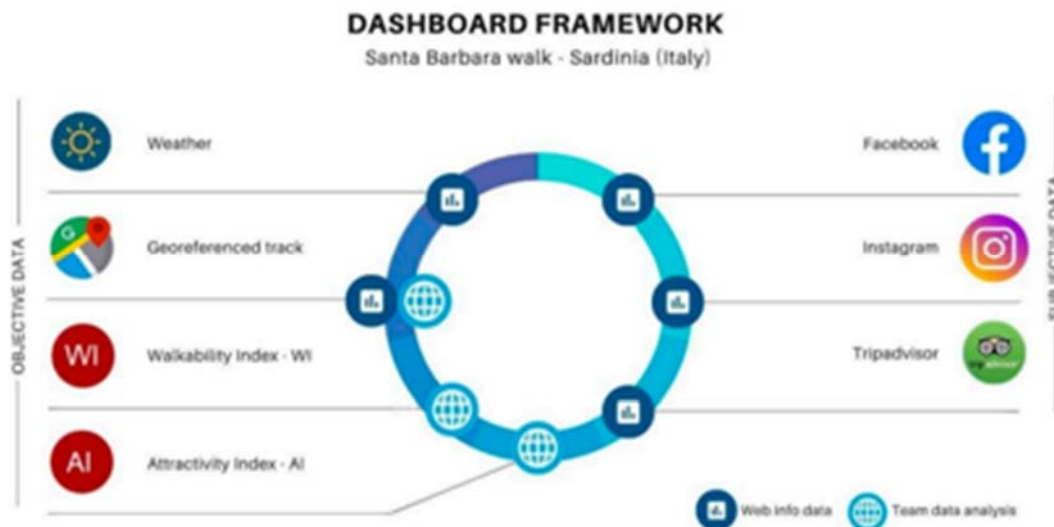 DASHBOARD FRAMEWORK
Santa Barbara walk - Sardinia (Italy)
OBJECTIVE DATA
Weather
G
Georeferenced track
WI
Walkability Index - WI
AI
Attractivity Index - AI
Facebook
f
Instagram
Tripadvisor
Web info data
Team data analysis